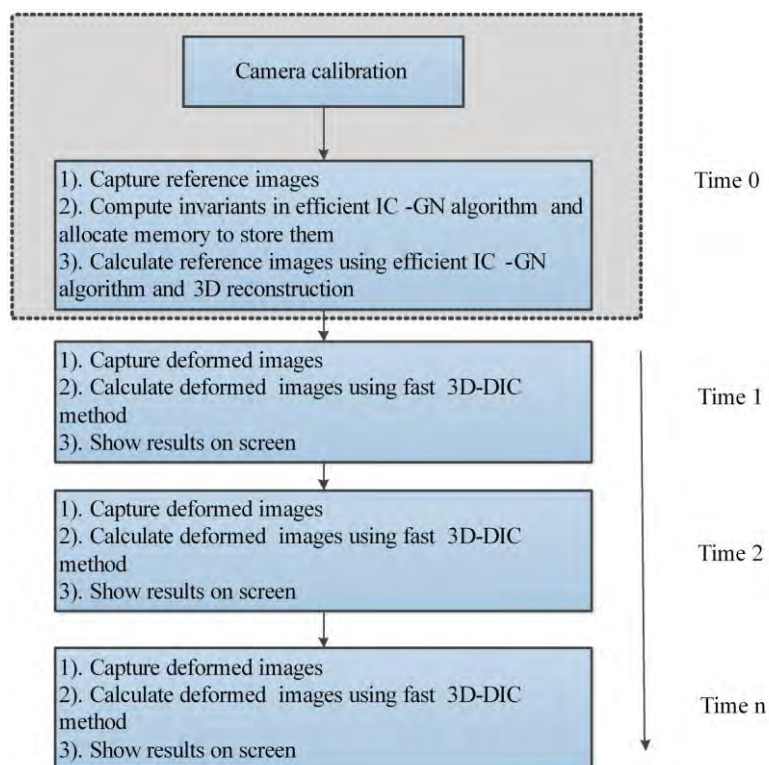 Camera calibration
1). Capture reference images
2). Compute invariants in efficient IC -GN algorithm and
allocate memory to store them
3). Calculate reference images using efficient IC -GN
algorithm and 3D reconstruction
Time 0
1). Capture deformed images
2). Calculate deformed images using fast 3D-DIC
method
3). Show results on screen
Time 1
1). Capture deformed images
2). Calculate deformed images using fast 3D-DIC
method
3). Show results on screen
Time 2
1). Capture deformed images
2). Calculate deformed images using fast 3D-DIC
method
3). Show results on screen
Time n